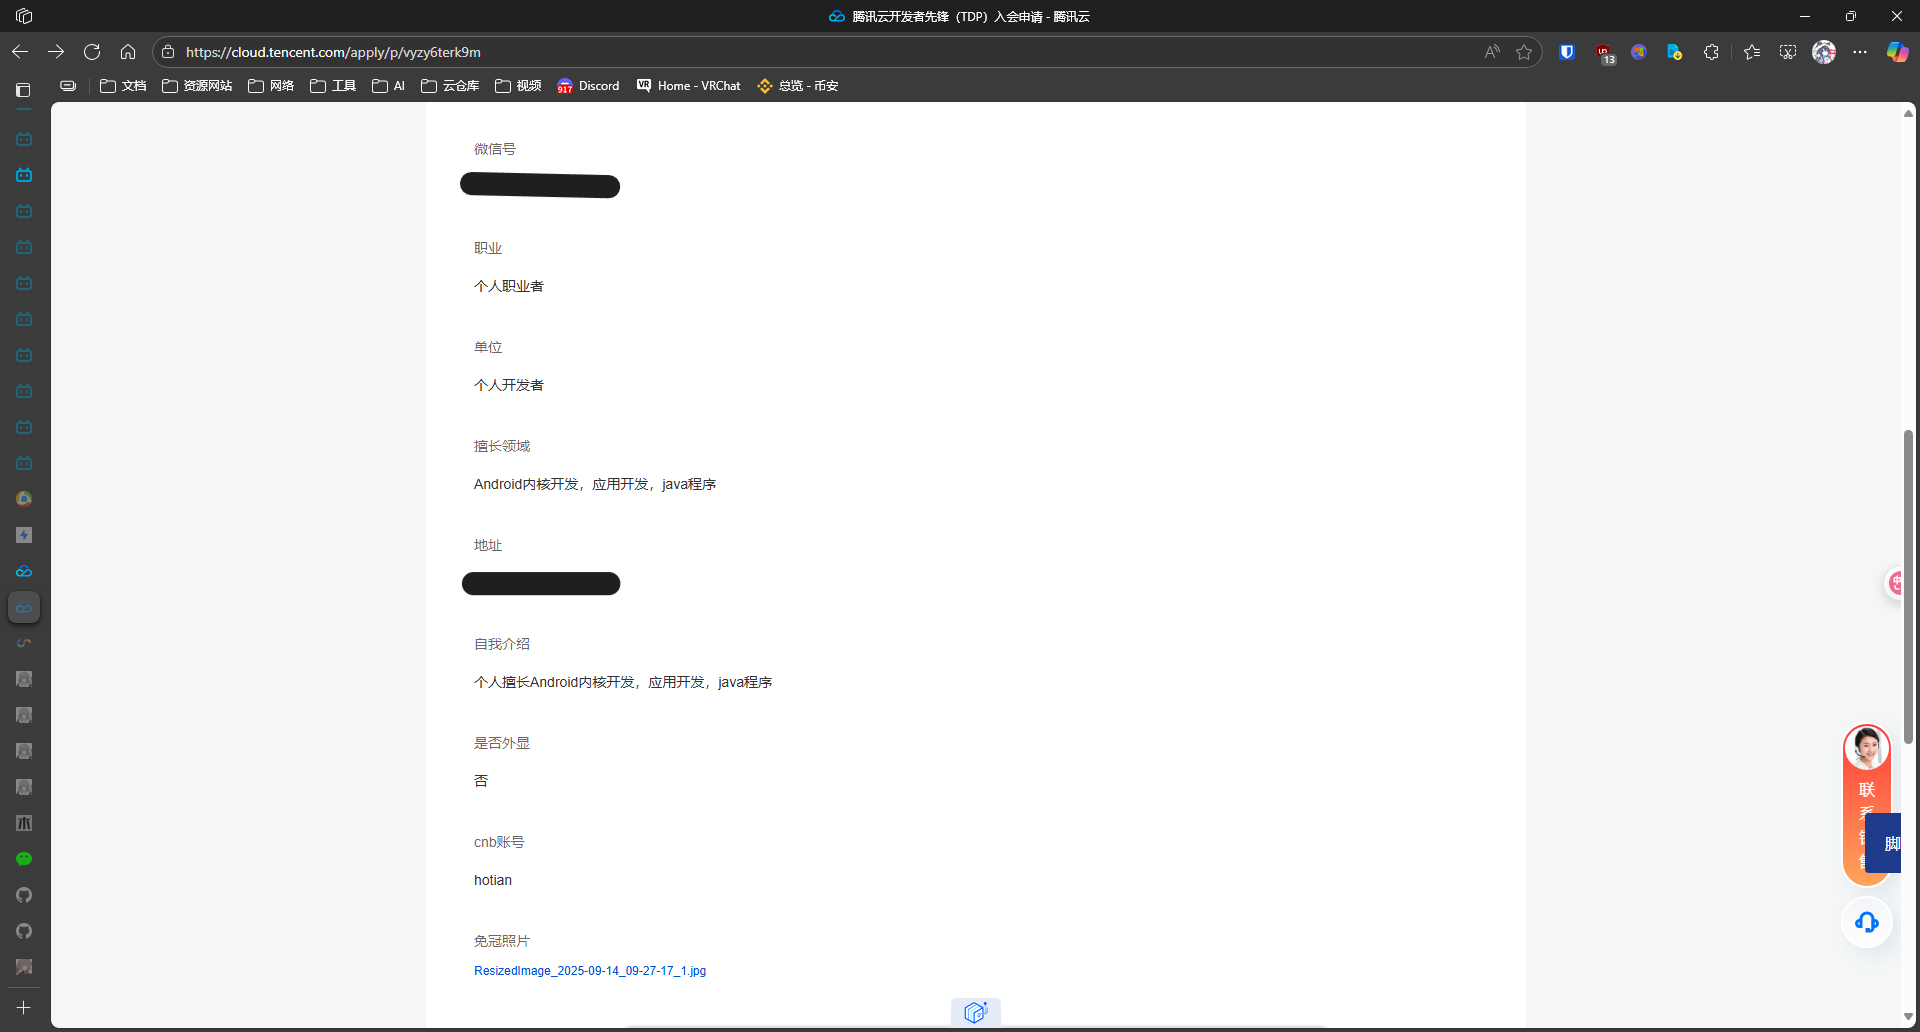 腾讯云开发者先锋（TDP）入会申请 - 腾讯云
https://cloud.tencent.com/apply/p/vyzy6terk9m
13
文档
资源网站
网络
工具
AI
云仓库
视频
917
Discord
Home - VRChat
总览 - 币安
微信号
职业
个人职业者
单位
个人开发者
擅长领域
Android内核开发，应用开发，java程序
地址
自我介绍
个人擅长Android内核开发，应用开发，java程序
是否外显
否
cnb账号
hotian
免冠照片
ResizedImage_2025-09-14_09-27-17_1.jpg
联
系
脚